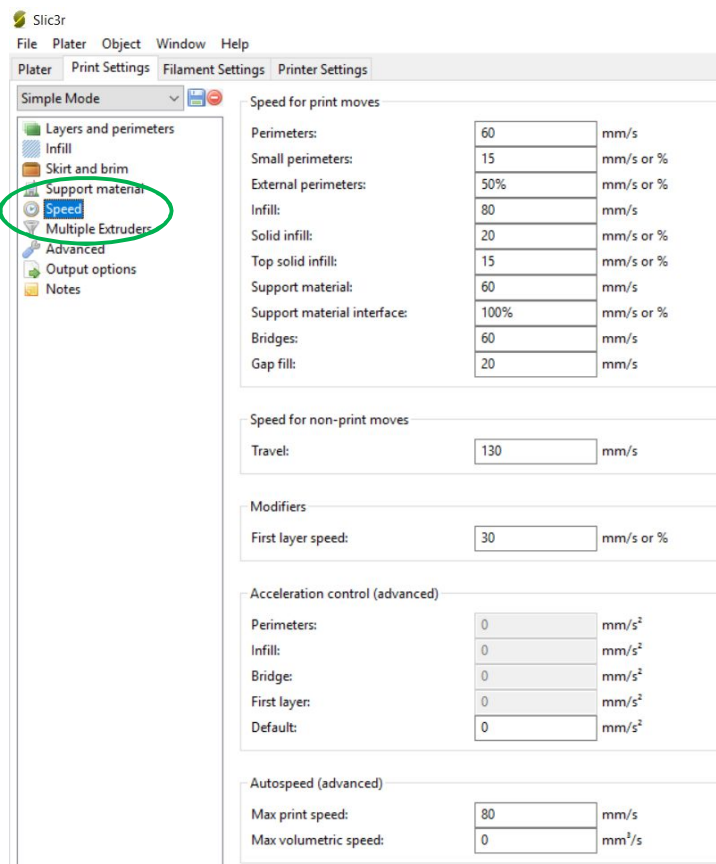 Slic3r
File Plater Object Window Help
Plater Print Settings Filament Settings Printer Settings
Simple Mode
Layers and perimeters
Infill
Skirt and brim
Support material
Speed
Multiple Extruders
Advanced
Output options
Notes
Speed for print moves
Perimeters: 60 mm/s
Small perimeters: 15 mm/s or %
External perimeters: 50% mm/s or %
Infill: 80 mm/s
Solid infill: 20 mm/s or %
Top solid infill: 15 mm/s or %
Support material: 60 mm/s
Support material interface: 100% mm/s or %
Bridges: 60 mm/s
Gap fill: 20 mm/s
Speed for non-print moves
Travel: 130 mm/s
Modifiers
First layer speed: 30 mm/s or %
Acceleration control (advanced)
Perimeters: 0 mm/s²
Infill: 0 mm/s²
Bridge: 0 mm/s²
First layer: 0 mm/s²
Default: 0 mm/s²
Autospeed (advanced)
Max print speed: 80 mm/s
Max volumetric speed: 0 mm³/s